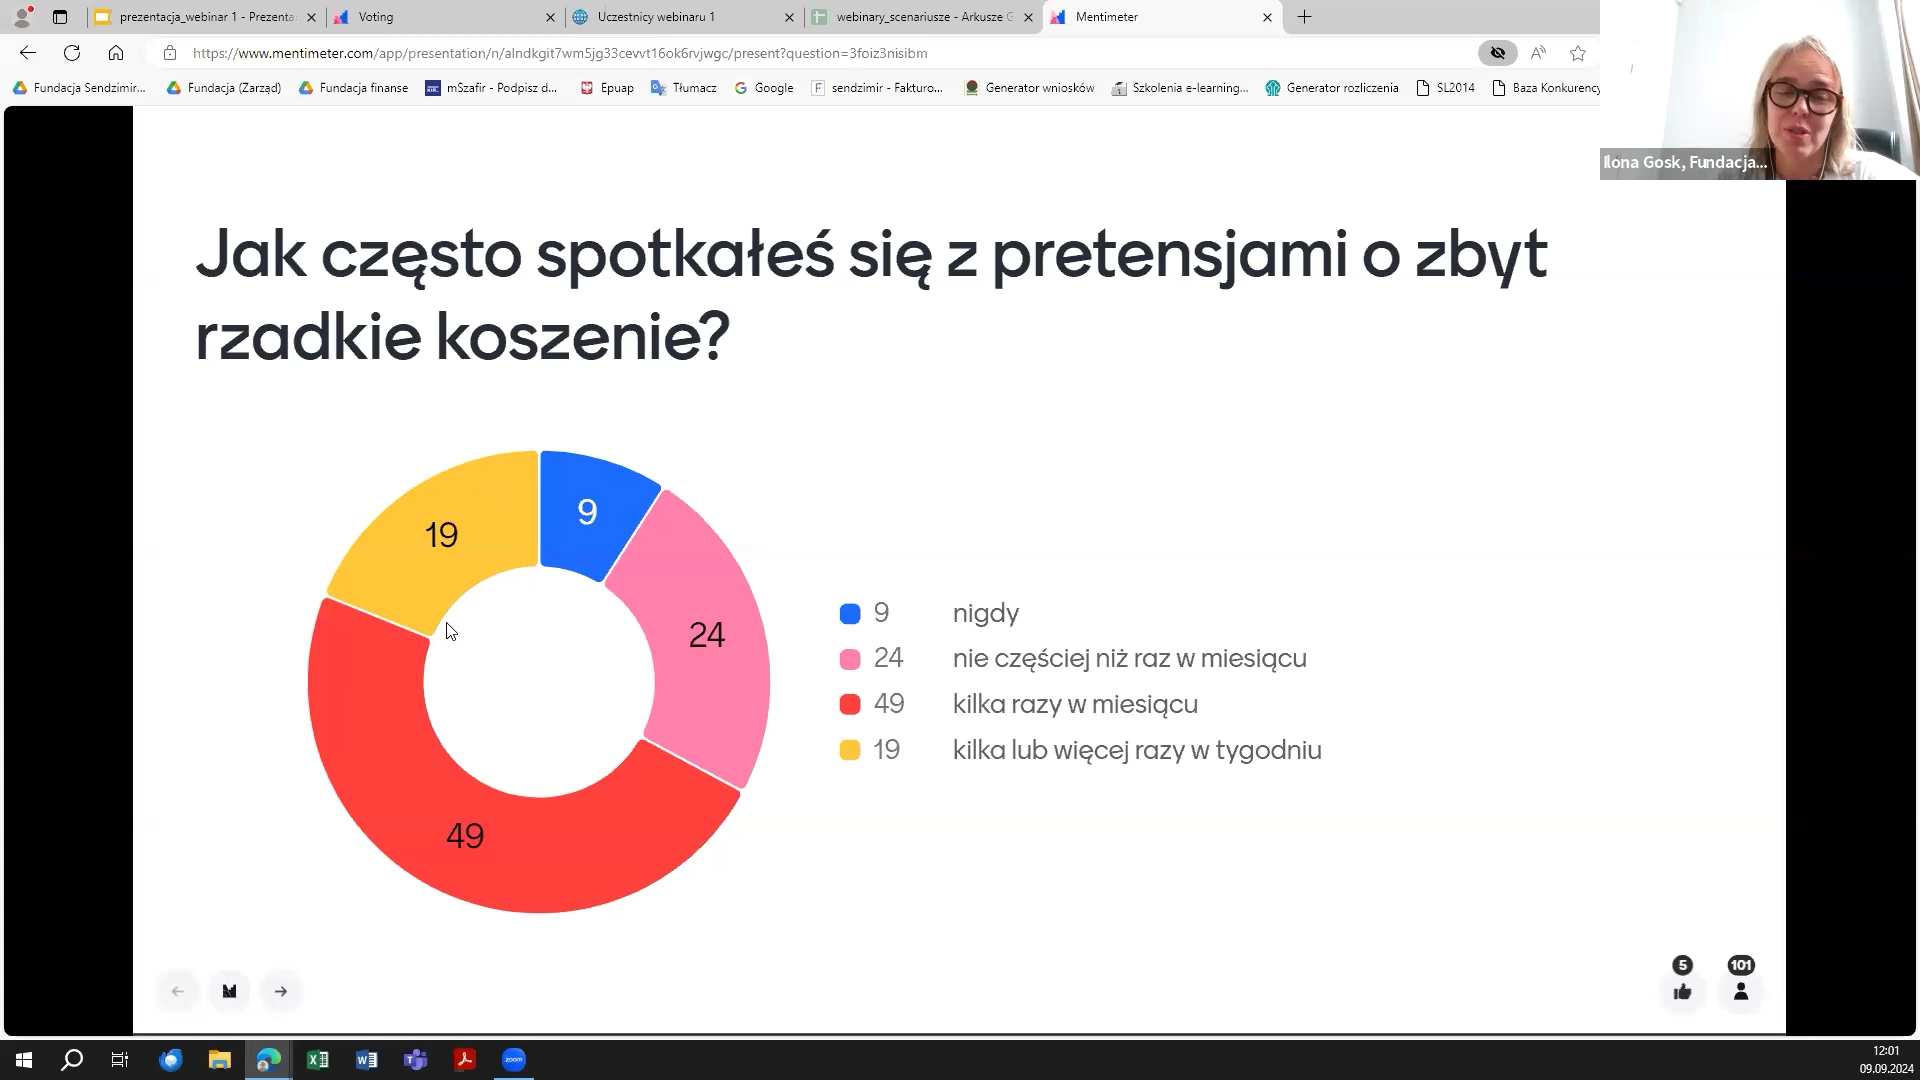 prezentacja_webinar 1 - Prezenta
Voting
Uczestnicy webinaru 1
webinary_scenariusze - Arkusze G
Mentimeter
https://www.mentimeter.com/app/presentation/n/alndkgit7wm5jg33cevvt16ok6rvjwgc/present?question=3foiz3nisibm
Fundacja Sendzimir...
Fundacja (Zarząd)
Fundacja finanse
mSzafir - Podpisz d...
Epuap
Tłumacz
Google
sendzimir - Fakturo...
Generator wniosków
Szkolenia e-learning...
Generator rozliczenia
SL2014
Baza Konkurency
Ilona Gosk, Fundacja...
Jak często spotkałeś się z pretensjami o zbyt
rzadkie koszenie?
19
9
24
49
9 nigdy
24 nie częściej niż raz w miesiącu
49 kilka razy w miesiącu
19 kilka lub więcej razy w tygodniu
5
101
zoom
12:01
09.09.2024